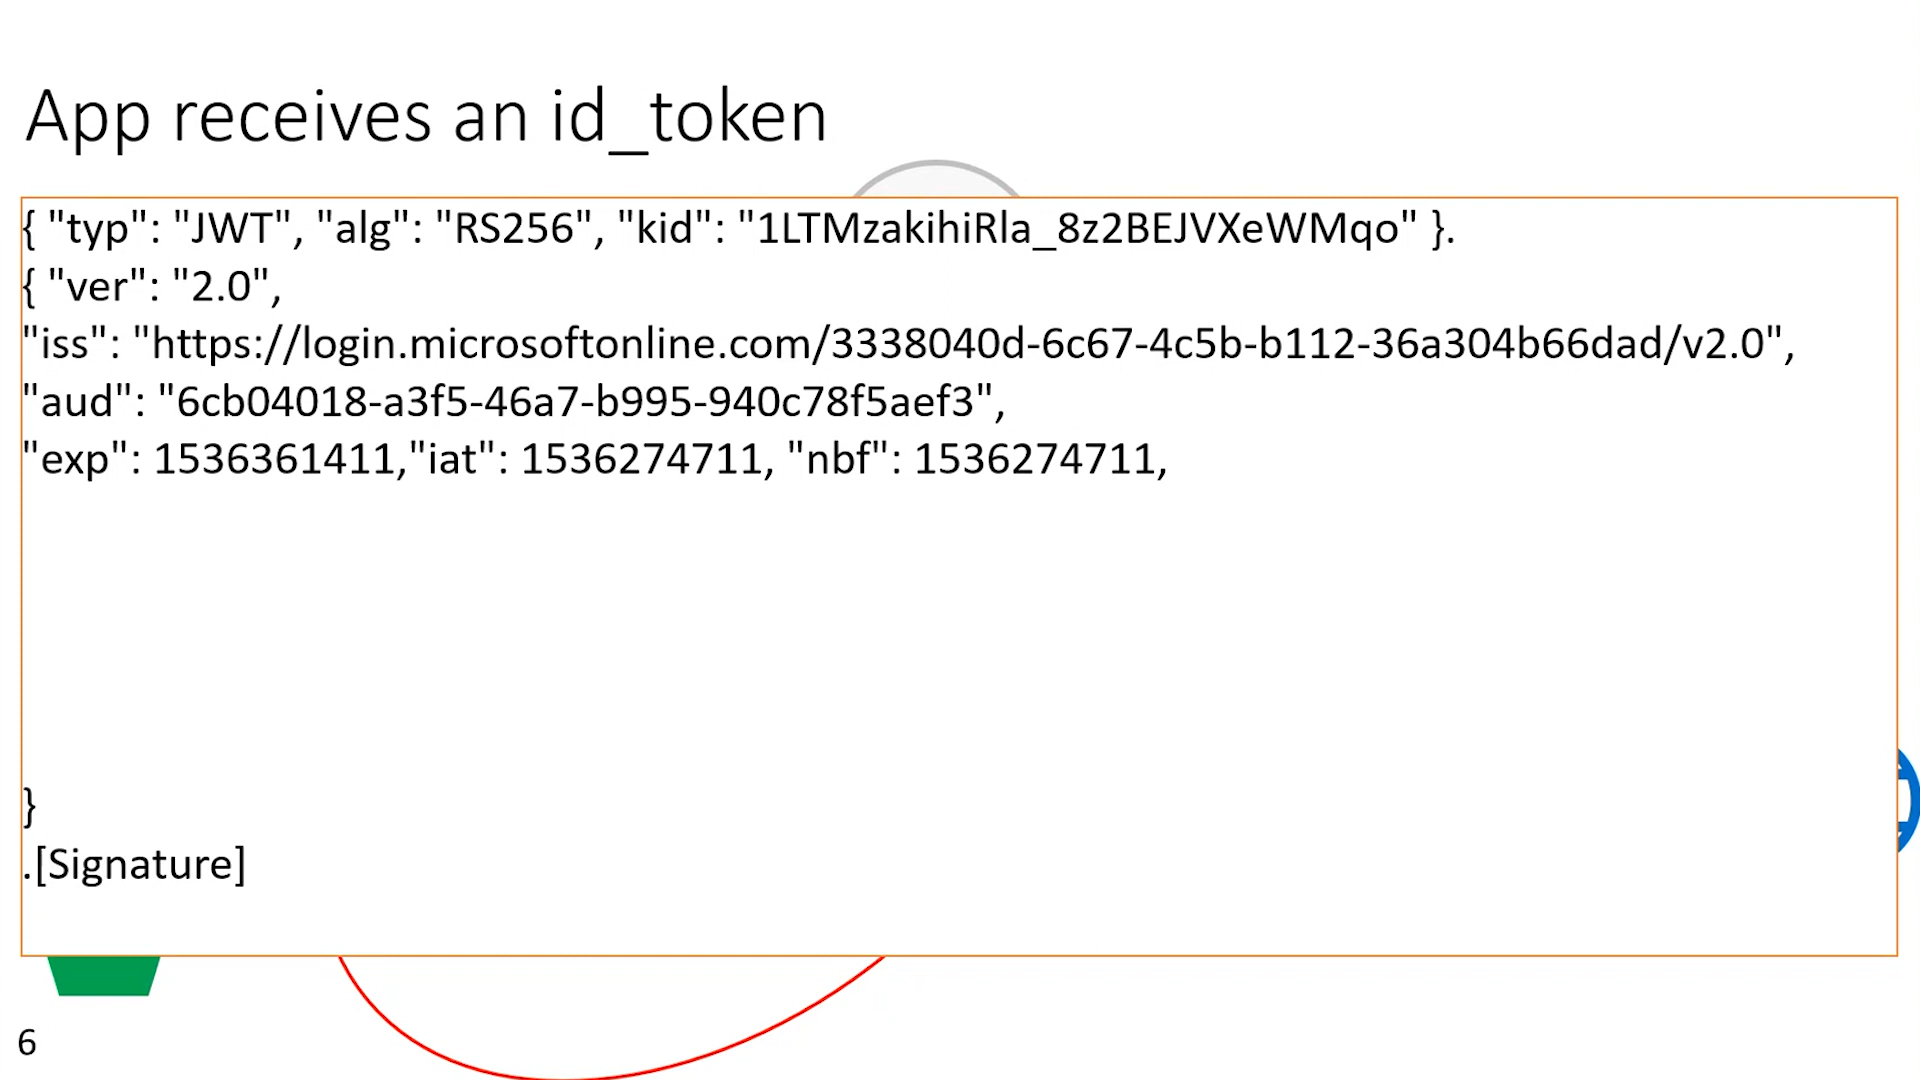 App receives an id_token
{ "typ": "JWT", "alg": "RS256", "kid": "1LTMzakihiRla_8z2BEJVXeWMqo" }.
{ "ver": "2.0",
"iss": "https://login.microsoftonline.com/3338040d-6c67-4c5b-b112-36a304b66dad/v2.0",
"aud": "6cb04018-a3f5-46a7-b995-940c78f5aef3",
"exp": 1536361411,"iat": 1536274711, "nbf": 1536274711,
}
.[Signature]
6